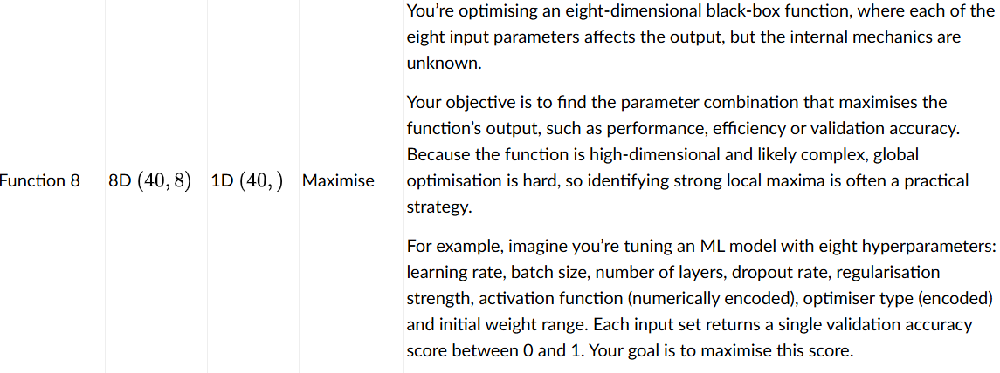 You're optimising an eight-dimensional black-box function, where each of the
eight input parameters affects the output, but the internal mechanics are
unknown.
Your objective is to find the parameter combination that maximises the
function's output, such as performance, efficiency or validation accuracy.
Because the function is high-dimensional and likely complex, global
Function 8 8D (40, 8) 1D (40, ) Maximise optimisation is hard, so identifying strong local maxima is often a practical
strategy.
For example, imagine you're tuning an ML model with eight hyperparameters:
learning rate, batch size, number of layers, dropout rate, regularisation
strength, activation function (numerically encoded), optimiser type (encoded)
and initial weight range. Each input set returns a single validation accuracy
score between 0 and 1. Your goal is to maximise this score.